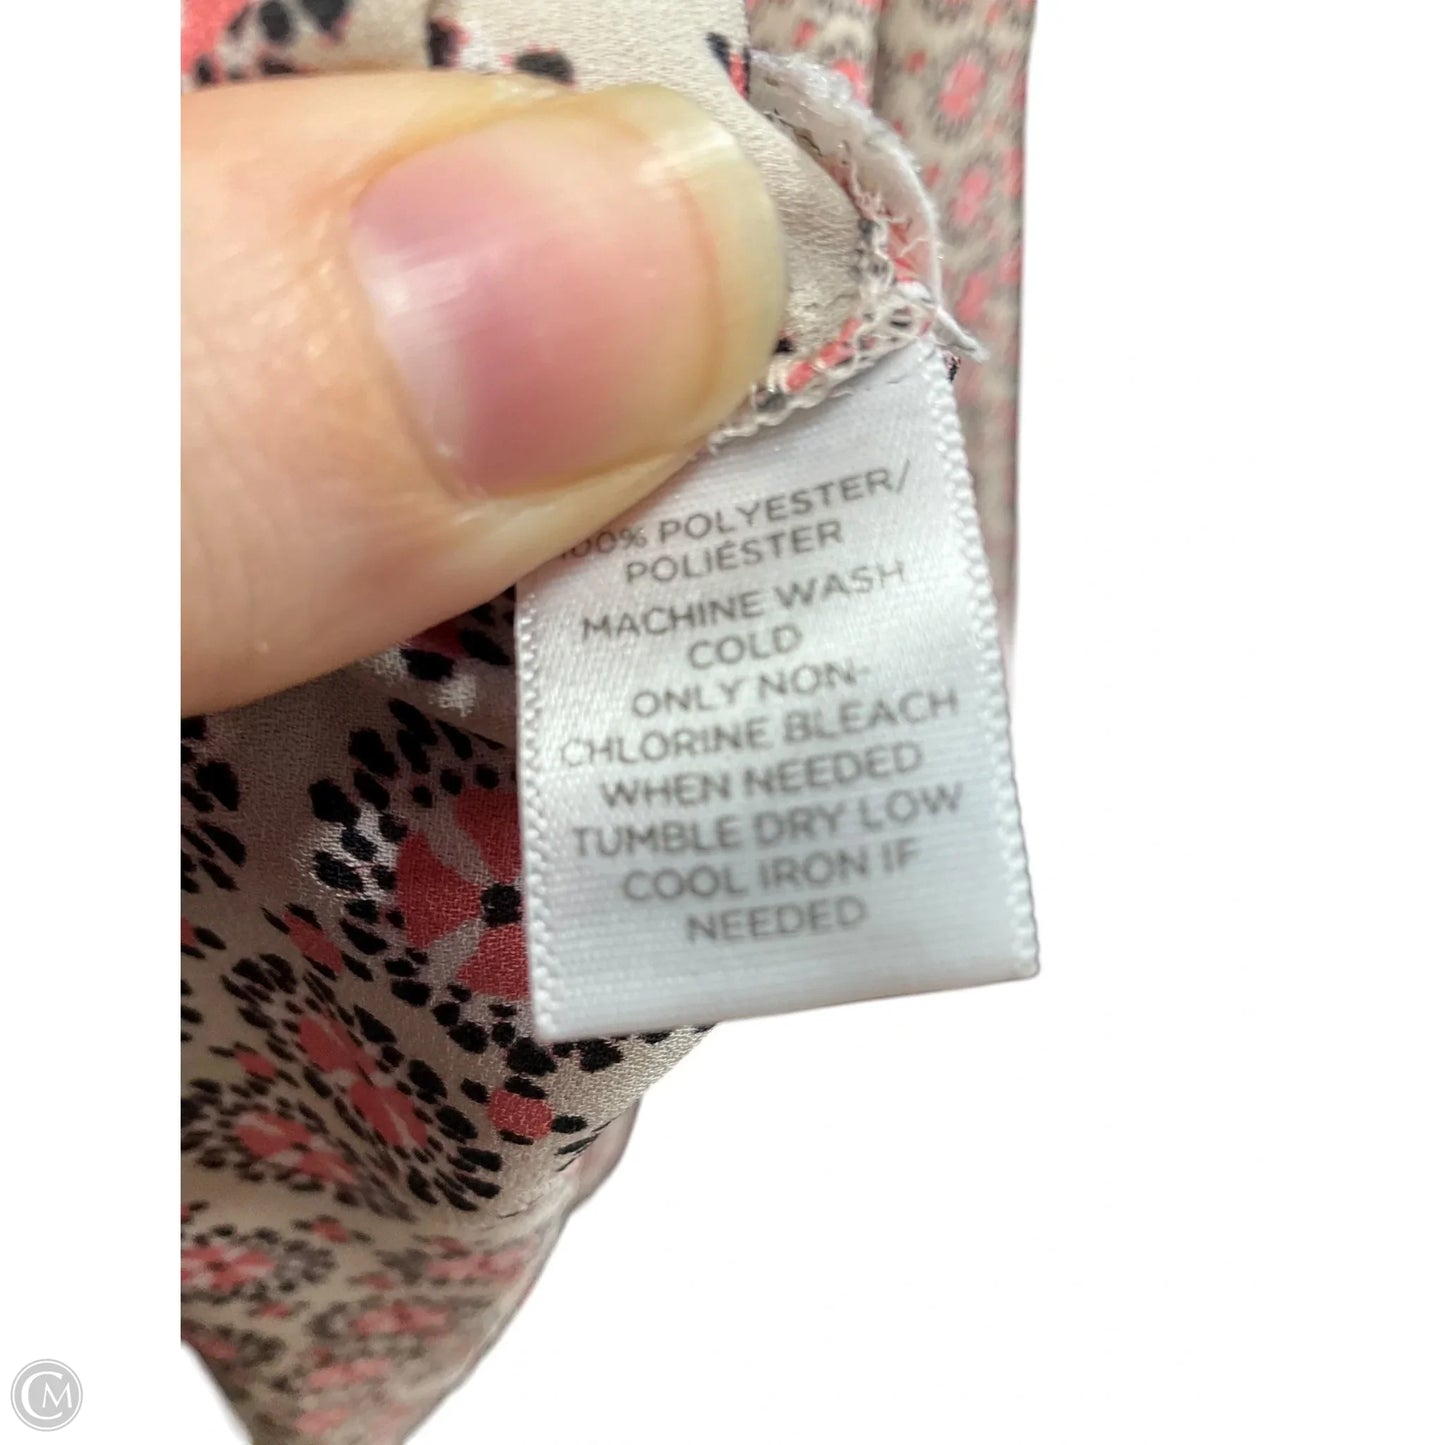 100% POLYESTER/
POLIÉSTER
MACHINE WASH
COLD
ONLY NON-
CHLORINE BLEACH
WHEN NEEDED
TUMBLE DRY LOW
COOL IRON IF
NEEDED
CM